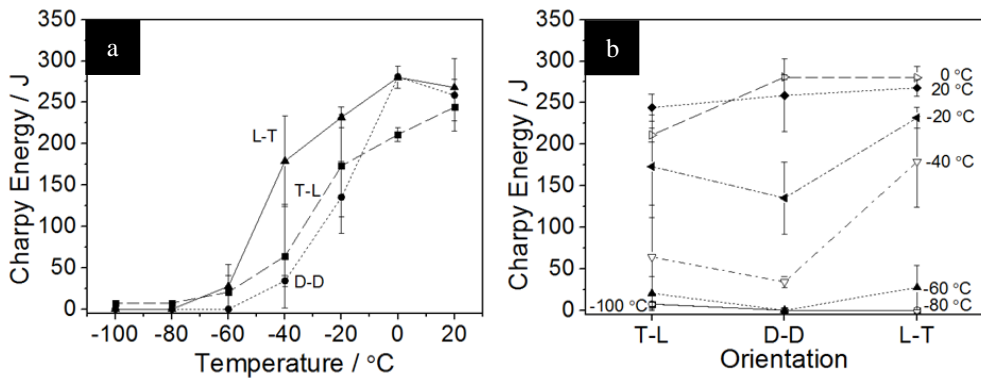 a
Charpy Energy / J
350
300
250
200
150
100
50
0
L-T
T-L
D-D
-100 -80 -60 -40 -20 0 20
Temperature / °C
b
Charpy Energy / J
350
300
250
200
150
100
50
0
0 °C
20 °C
-20 °C
-40 °C
-60 °C
-100 °C
-80 °C
T-L D-D L-T
Orientation